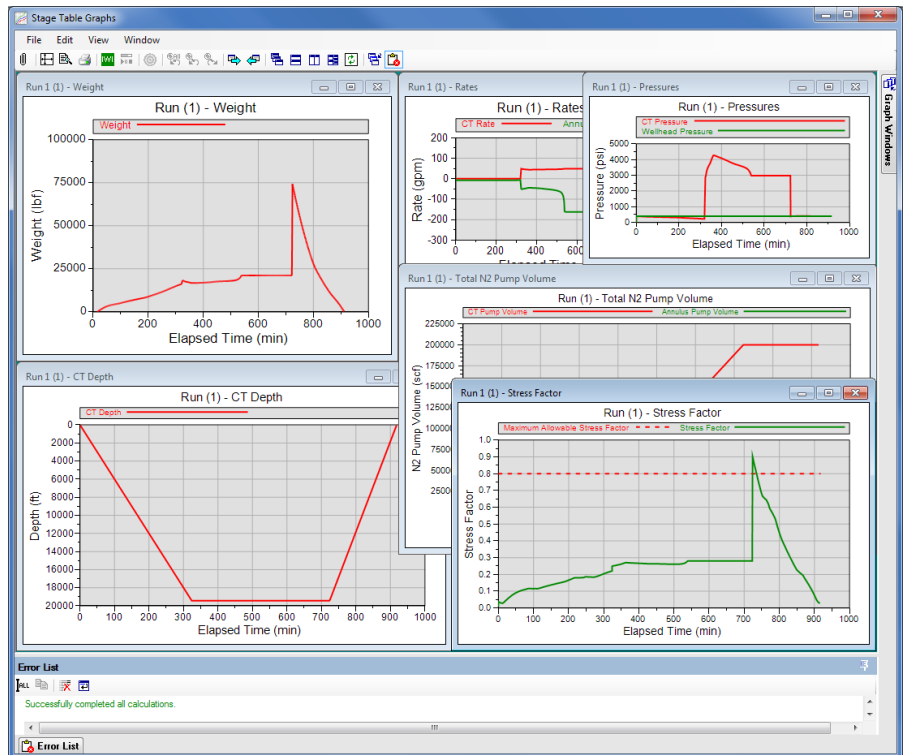 Stage Table Graphs
File Edit View Window
Run 1 (1) - Weight
Run (1) - Weight
Weight
100000
75000
50000
25000
0
Weight (lbf)
0 200 400 600 800 1000
Elapsed Time (min)
Run 1 (1) - Rates
Run (1) - Rates
CT Rate
200
100
0
-100
-200
-300
Rate (gpm)
0 200 400
Elapsed Time
Run 1 (1) - Pressures
Run (1) - Pressures
CT Pressure
Wellhead Pressure
5000
4000
3000
2000
1000
0
Pressure (psi)
0 200 400 600 800 1000
Elapsed Time (min)
Graph Windows
Run 1 (1) - Total N2 Pump Volume
Run (1) - Total N2 Pump Volume
CT Pump Volume Annulus Pump Volume
225000
200000
N2 Pump Volume (scf)
Run 1 (1) - CT Depth
Run (1) - CT Depth
CT Depth
0
2000
4000
6000
8000
10000
12000
14000
16000
18000
20000
Depth (ft)
0 100 200 300 400 500 600 700 800 900 1000
Elapsed Time (min)
Run 1 (1) - Stress Factor
Run (1) - Stress Factor
Maximum Allowable Stress Factor Stress Factor
1.0
0.9
0.8
0.7
0.6
0.5
0.4
0.3
0.2
0.1
0.0
Stress Factor
0 100 200 300 400 500 600 700 800 900 1000
Elapsed Time (min)
Error List
ALL
Successfully completed all calculations.
Error List